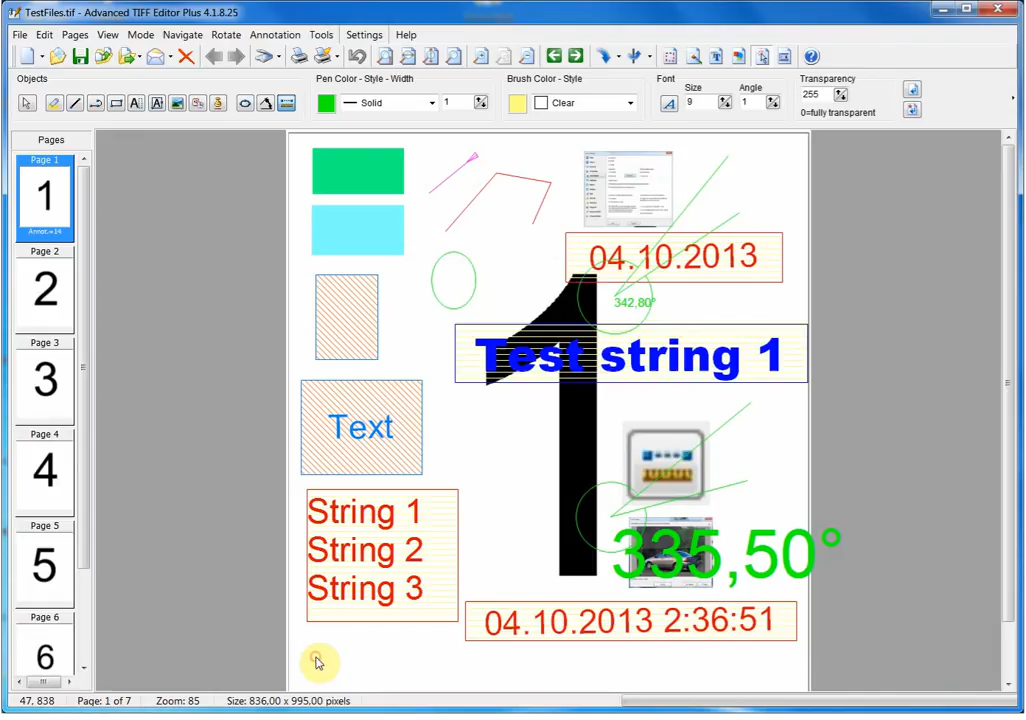 TestFiles.tif - Advanced TIFF Editor Plus 4.1.8.25
File Edit Pages View Mode Navigate Rotate Annotation Tools Settings Help
Objects
Pen Color - Style - Width
Solid
1
Brush Color - Style
Clear
Font
Size
9
Angle
1
Transparency
255
0=fully transparent
Pages
Page 1
1
Annot.=14
Page 2
2
Page 3
3
Page 4
4
Page 5
5
Page 6
6
04.10.2013
342,80°
1
Test string 1
Text
String 1
String 2
String 3
335,50°
04.10.2013 2:36:51
47, 838
Page: 1 of 7
Zoom: 85
Size: 836,00 x 995,00 pixels